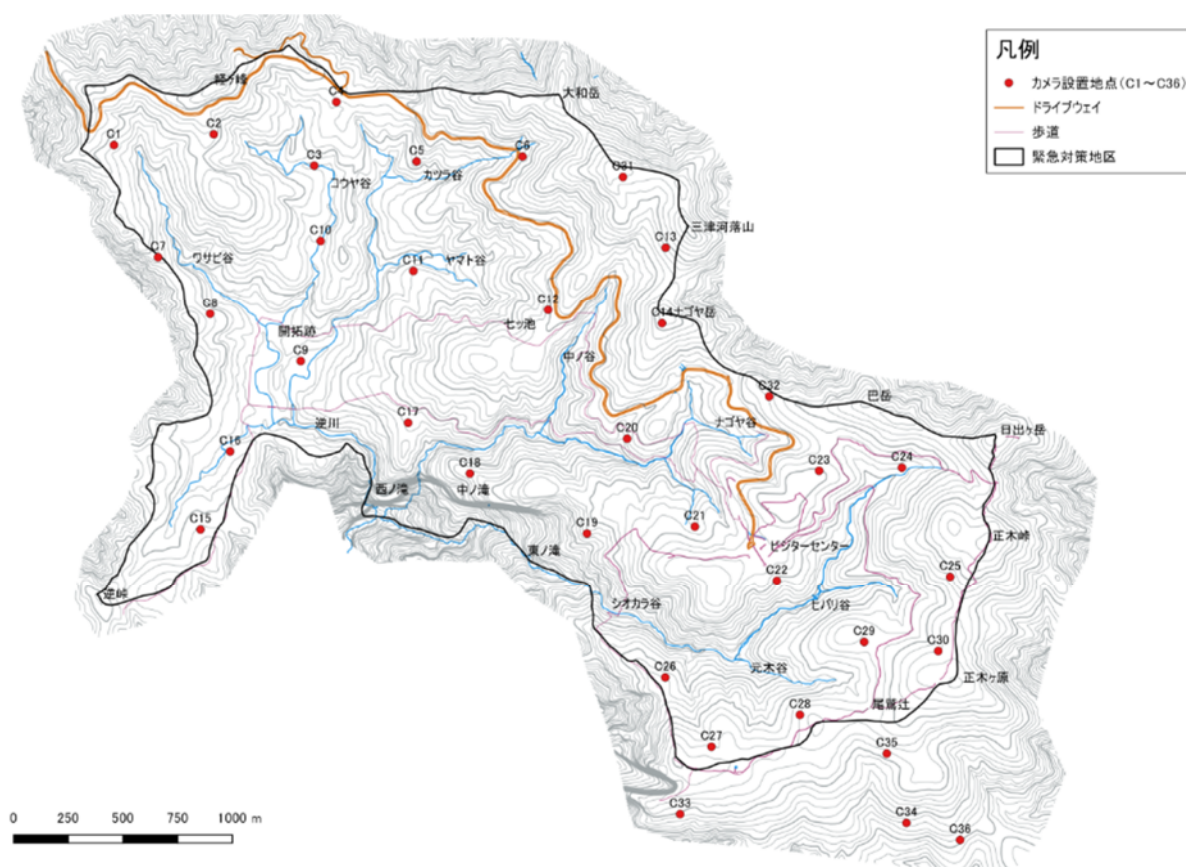 凡例
カメラ設置地点(C1～C36)
ドライブウェイ
歩道
緊急対策地区
経ヶ峰
大和岳
C4
C1
C2
C3
C5
C6
コウヤ谷
カツラ谷
C31
三津河落山
C13
C7
C10
ワサビ谷
C11
ヤマト谷
C8
C12
七ッ池
C14
ナゴヤ岳
開拓跡
中ノ谷
C9
C32
巴岳
逆川
C17
C20
ナゴヤ谷
日出ヶ岳
C16
C18
C23
C24
西ノ滝
中ノ滝
C15
C19
C21
正木峠
東ノ滝
ビジターセンター
C22
C25
逆峠
シオカラ谷
ヒバリ谷
C29
C30
C26
元木谷
正木ヶ原
C28
尾鷲辻
C27
C35
C33
C34
C36
0 250 500 750 1000 m